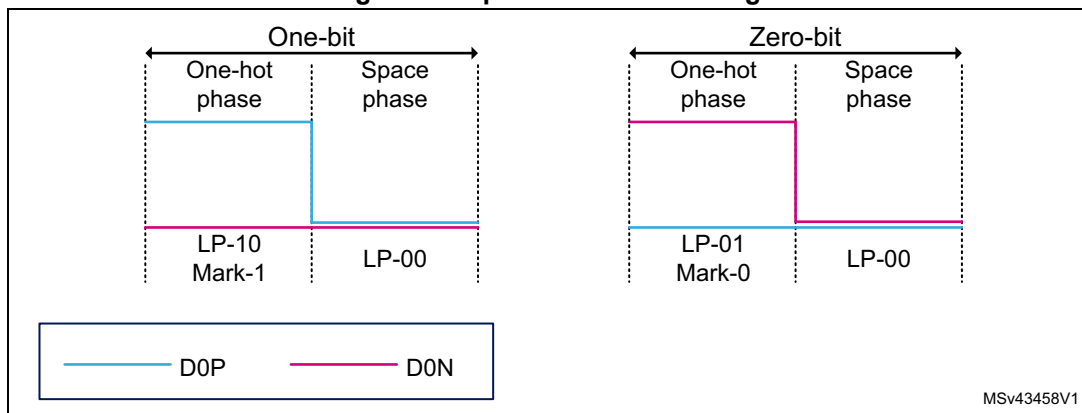 One-bit
Zero-bit
One-hot
phase
Space
phase
One-hot
phase
Space
phase
LP-10
Mark-1
LP-00
LP-01
Mark-0
LP-00
D0P
D0N
MSv43458V1